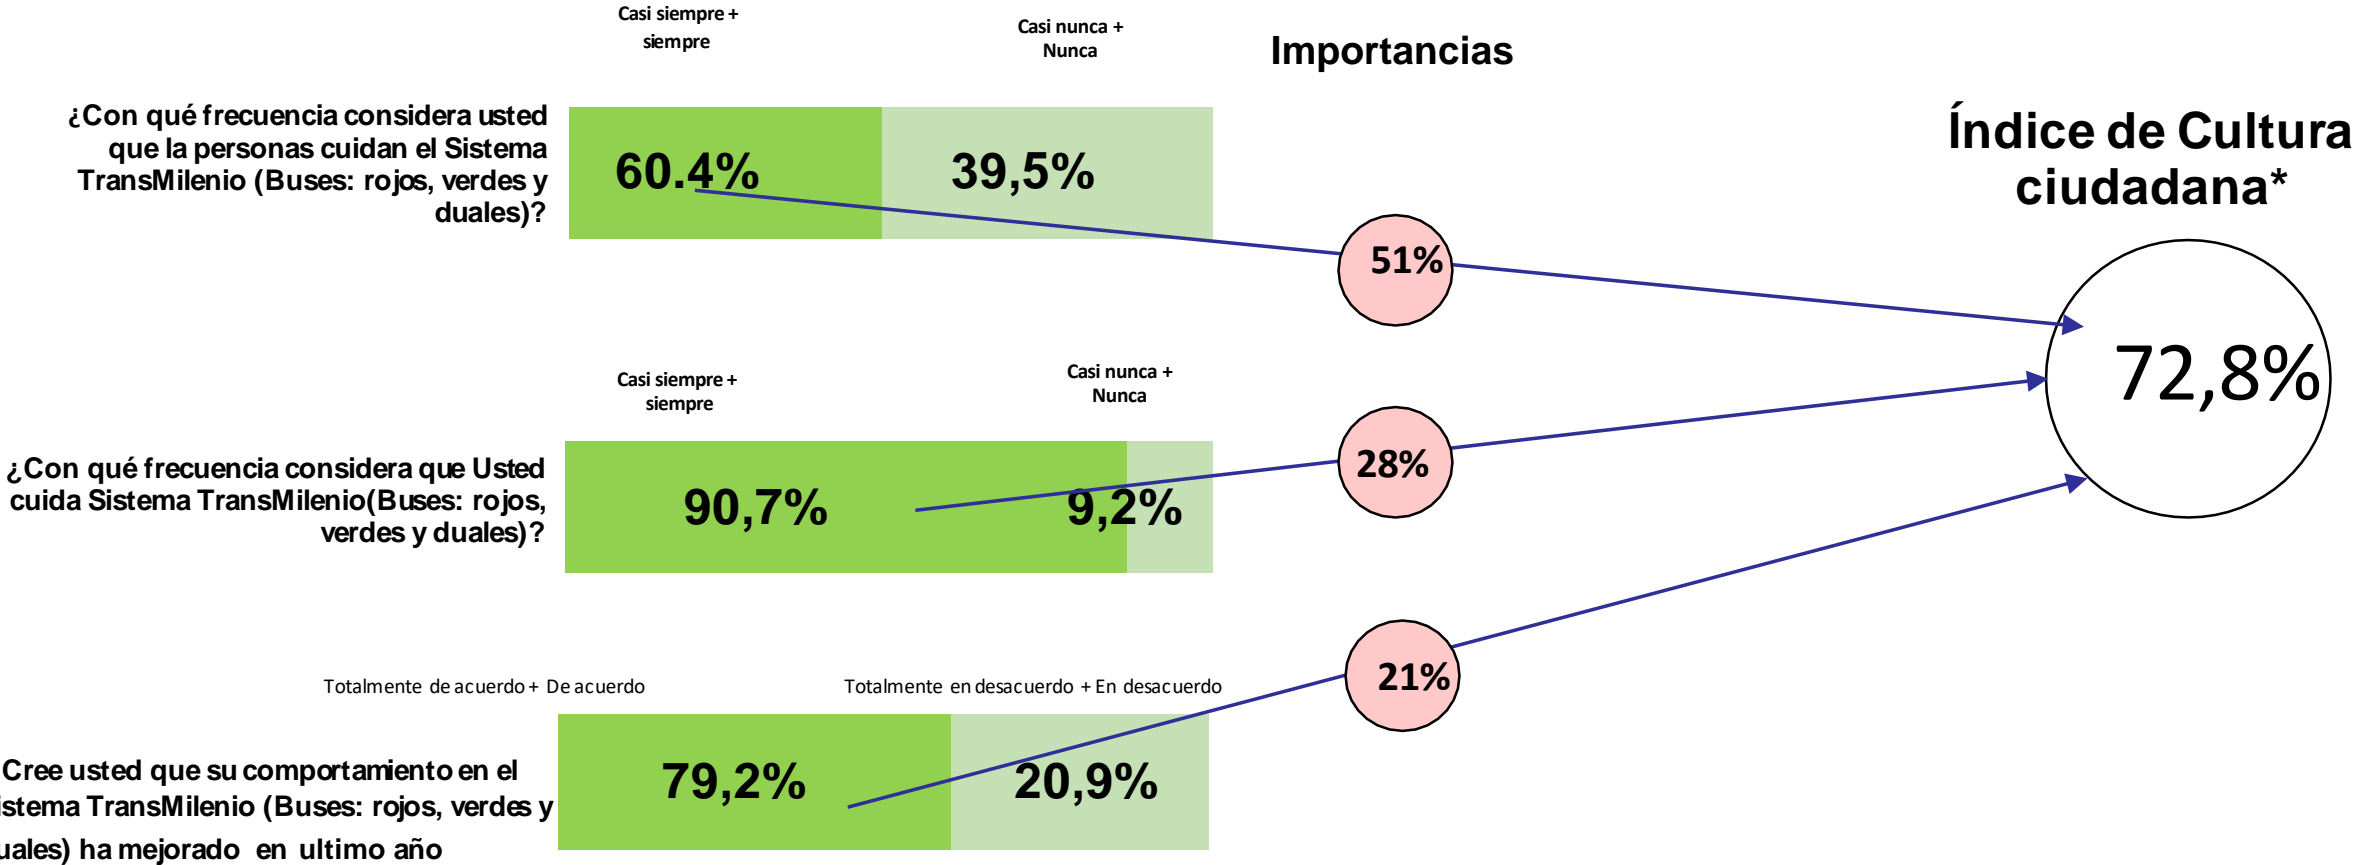 Casi siempre +
siempre
Casi nunca +
Nunca
Importancias
¿Con qué frecuencia considera usted
que la personas cuidan el Sistema
TransMilenio (Buses: rojos, verdes y
duales)?
60.4%
39,5%
51%
Índice de Cultura
ciudadana*
72,8%
Casi siempre +
siempre
Casi nunca +
Nunca
¿Con qué frecuencia considera que Usted
cuida Sistema TransMilenio(Buses: rojos,
verdes y duales)?
90,7%
9,2%
28%
Totalmente de acuerdo + De acuerdo
Totalmente en desacuerdo + En desacuerdo
Cree usted que su comportamiento en el
istema TransMilenio (Buses: rojos, verdes y
uales) ha mejorado en ultimo año
79,2%
20,9%
21%